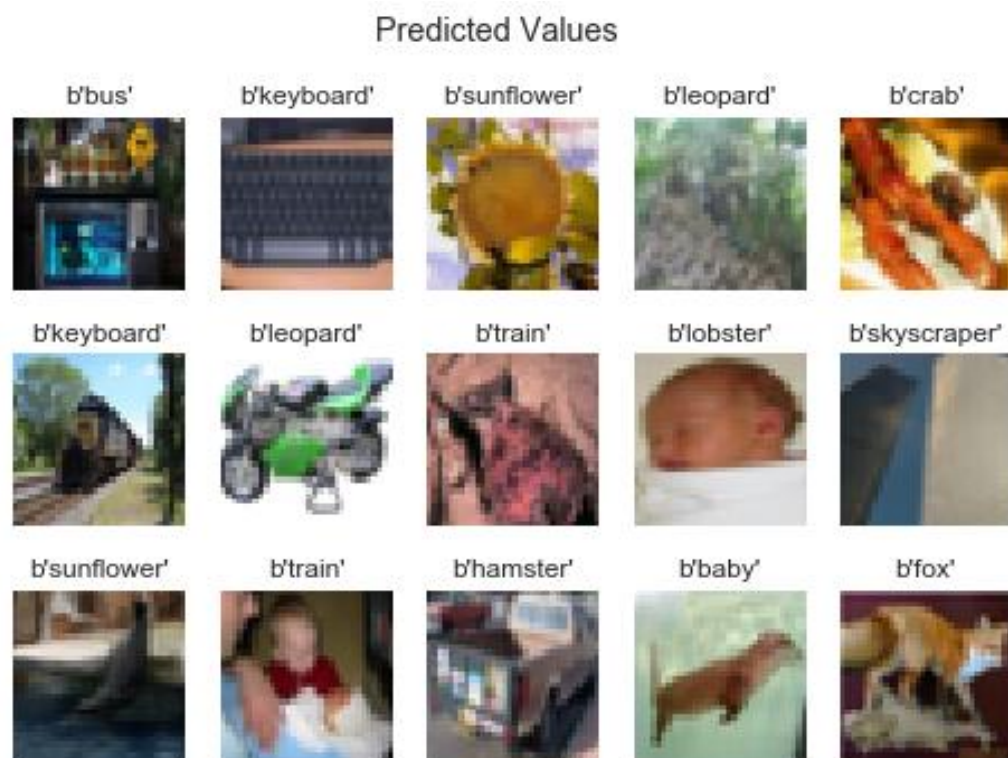 Predicted Values
b'bus' b'keyboard' b'sunflower' b'leopard' b'crab'
b'keyboard' b'leopard' b'train' b'lobster' b'skyscraper'
b'sunflower' b'train' b'hamster' b'baby' b'fox'